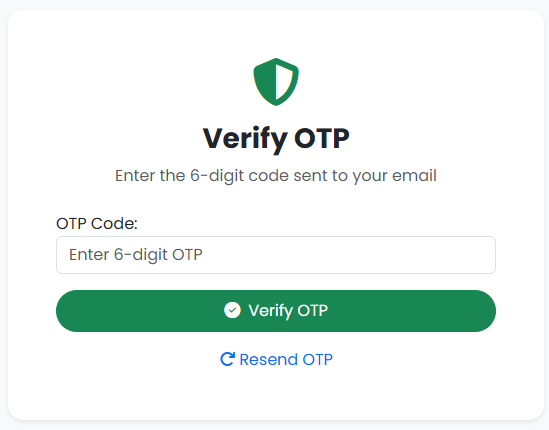 Verify OTP
Enter the 6-digit code sent to your email
OTP Code:
Enter 6-digit OTP
Verify OTP
Resend OTP